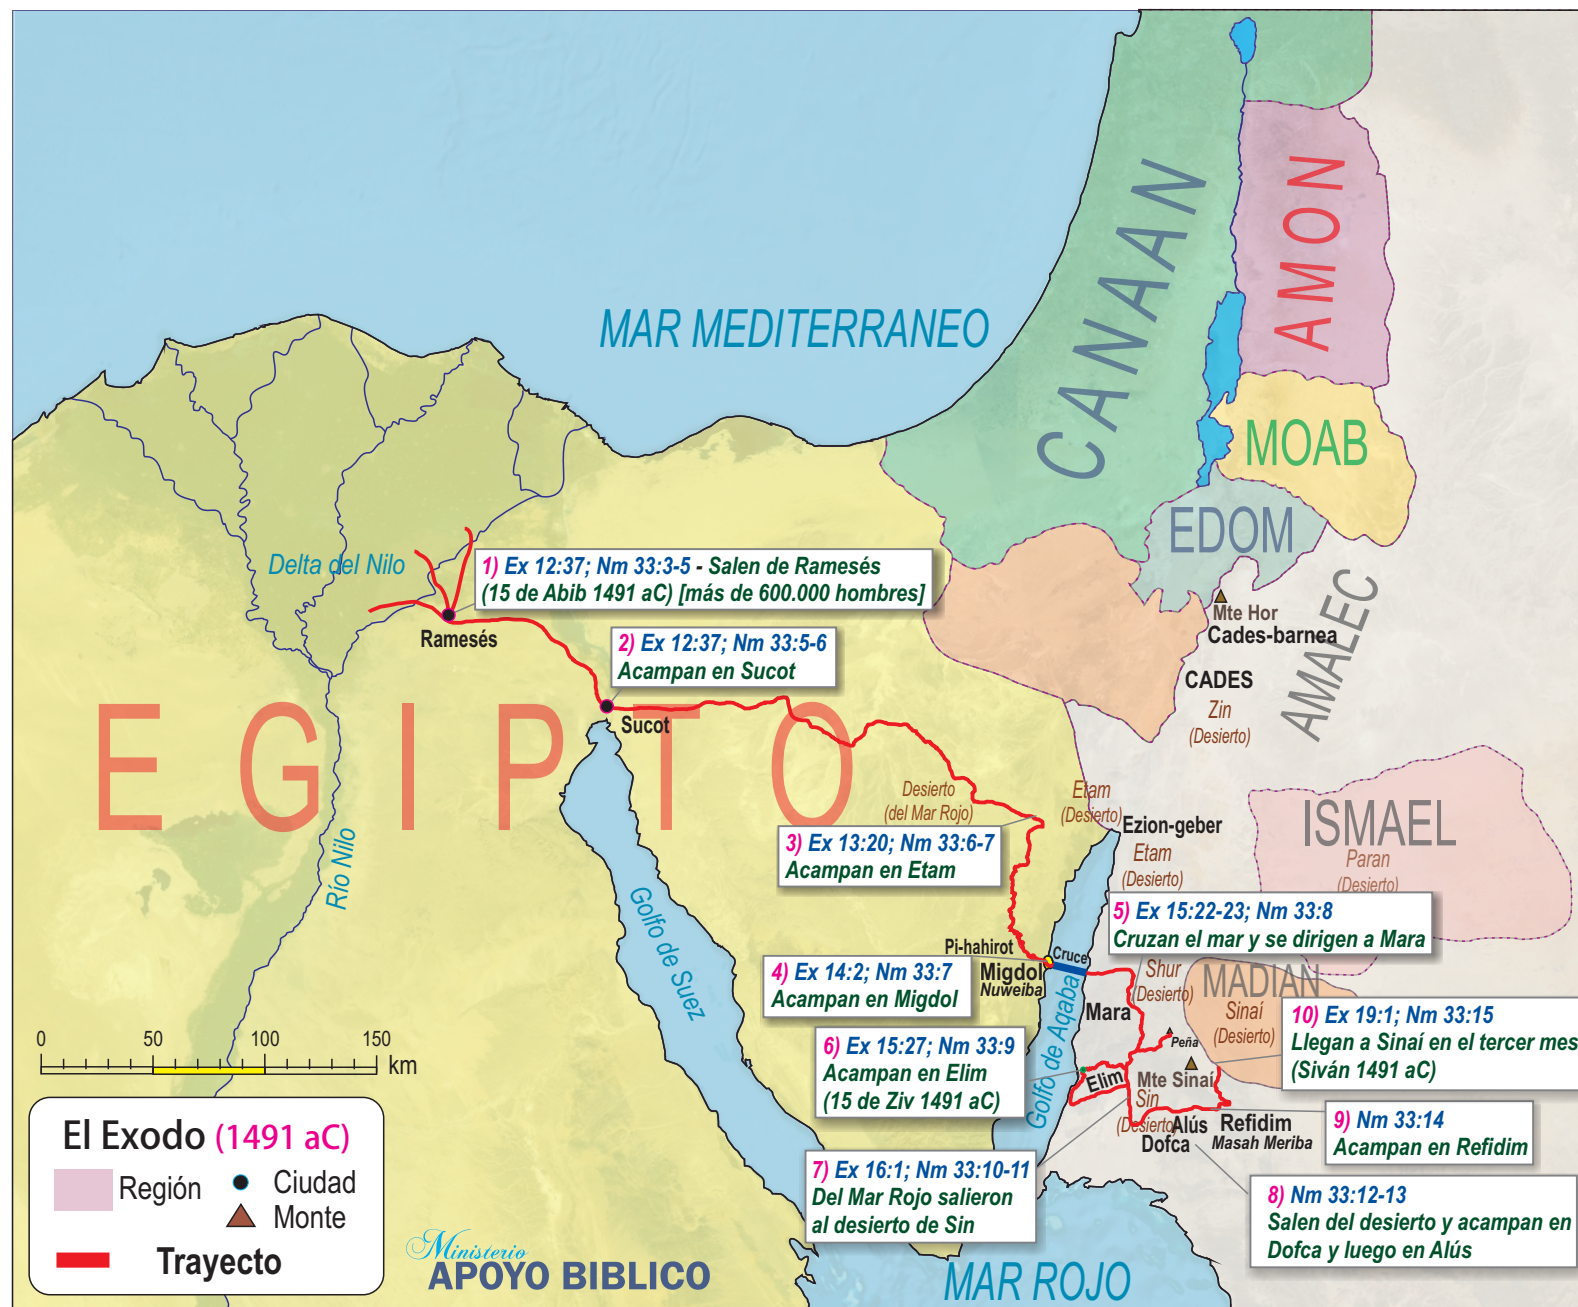 MAR MEDITERRANEO
CANAAN
AMON
MOAB
EDOM
AMALEC
Mte Hor
Cades-barnea
CADES
Zin
(Desierto)
Delta del Nilo
1) Ex 12:37; Nm 33:3-5 - Salen de Ramesés
(15 de Abib 1491 aC) [más de 600.000 hombres]
Ramesés
2) Ex 12:37; Nm 33:5-6
Acampan en Sucot
Sucot
EGIPTO
Río Nilo
Desierto
(del Mar Rojo)
Etam
(Desierto)
Ezion-geber
Etam
(Desierto)
ISMAEL
Paran
(Desierto)
3) Ex 13:20; Nm 33:6-7
Acampan en Etam
Golfo de Suez
5) Ex 15:22-23; Nm 33:8
Cruzan el mar y se dirigen a Mara
Pi-hahirot
Cruce
Migdol
Nuweiba
4) Ex 14:2; Nm 33:7
Acampan en Migdol
Shur
(Desierto)
MADIAN
Sinaí
(Desierto)
Mara
Golfo de Aqaba
Peña
10) Ex 19:1; Nm 33:15
Llegan a Sinaí en el tercer mes
(Siván 1491 aC)
6) Ex 15:27; Nm 33:9
Acampan en Elim
(15 de Ziv 1491 aC)
Elim
Mte Sinaí
Sin
(Desierto)
Alús
Dofca
Refidim
Masah Meriba
9) Nm 33:14
Acampan en Refidim
7) Ex 16:1; Nm 33:10-11
Del Mar Rojo salieron
al desierto de Sin
8) Nm 33:12-13
Salen del desierto y acampan en
Dofca y luego en Alús
0 50 100 150
km
El Exodo (1491 aC)
Región
Ciudad
Monte
Trayecto
Ministerio
APOYO BIBLICO
MAR ROJO